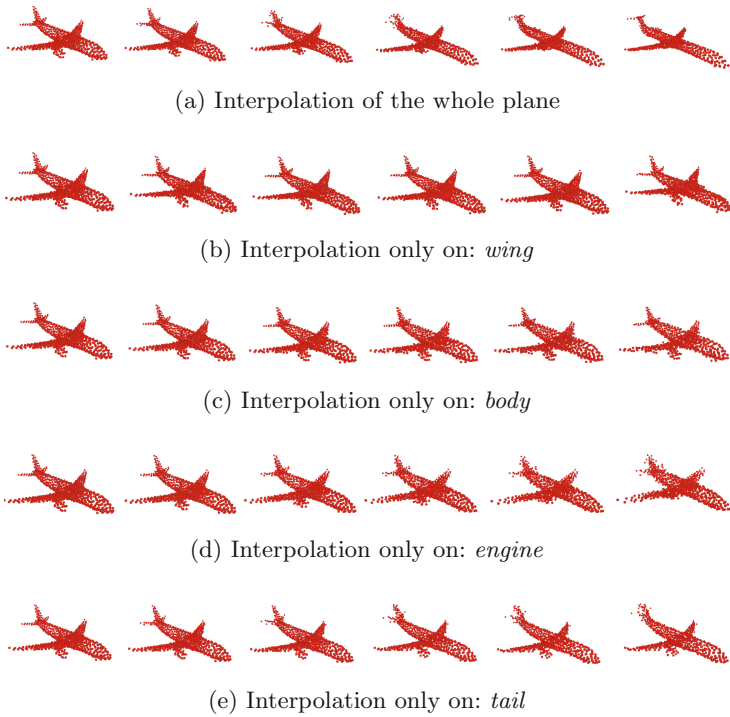 (a) Interpolation of the whole plane
(b) Interpolation only on: wing
(c) Interpolation only on: body
(d) Interpolation only on: engine
(e) Interpolation only on: tail